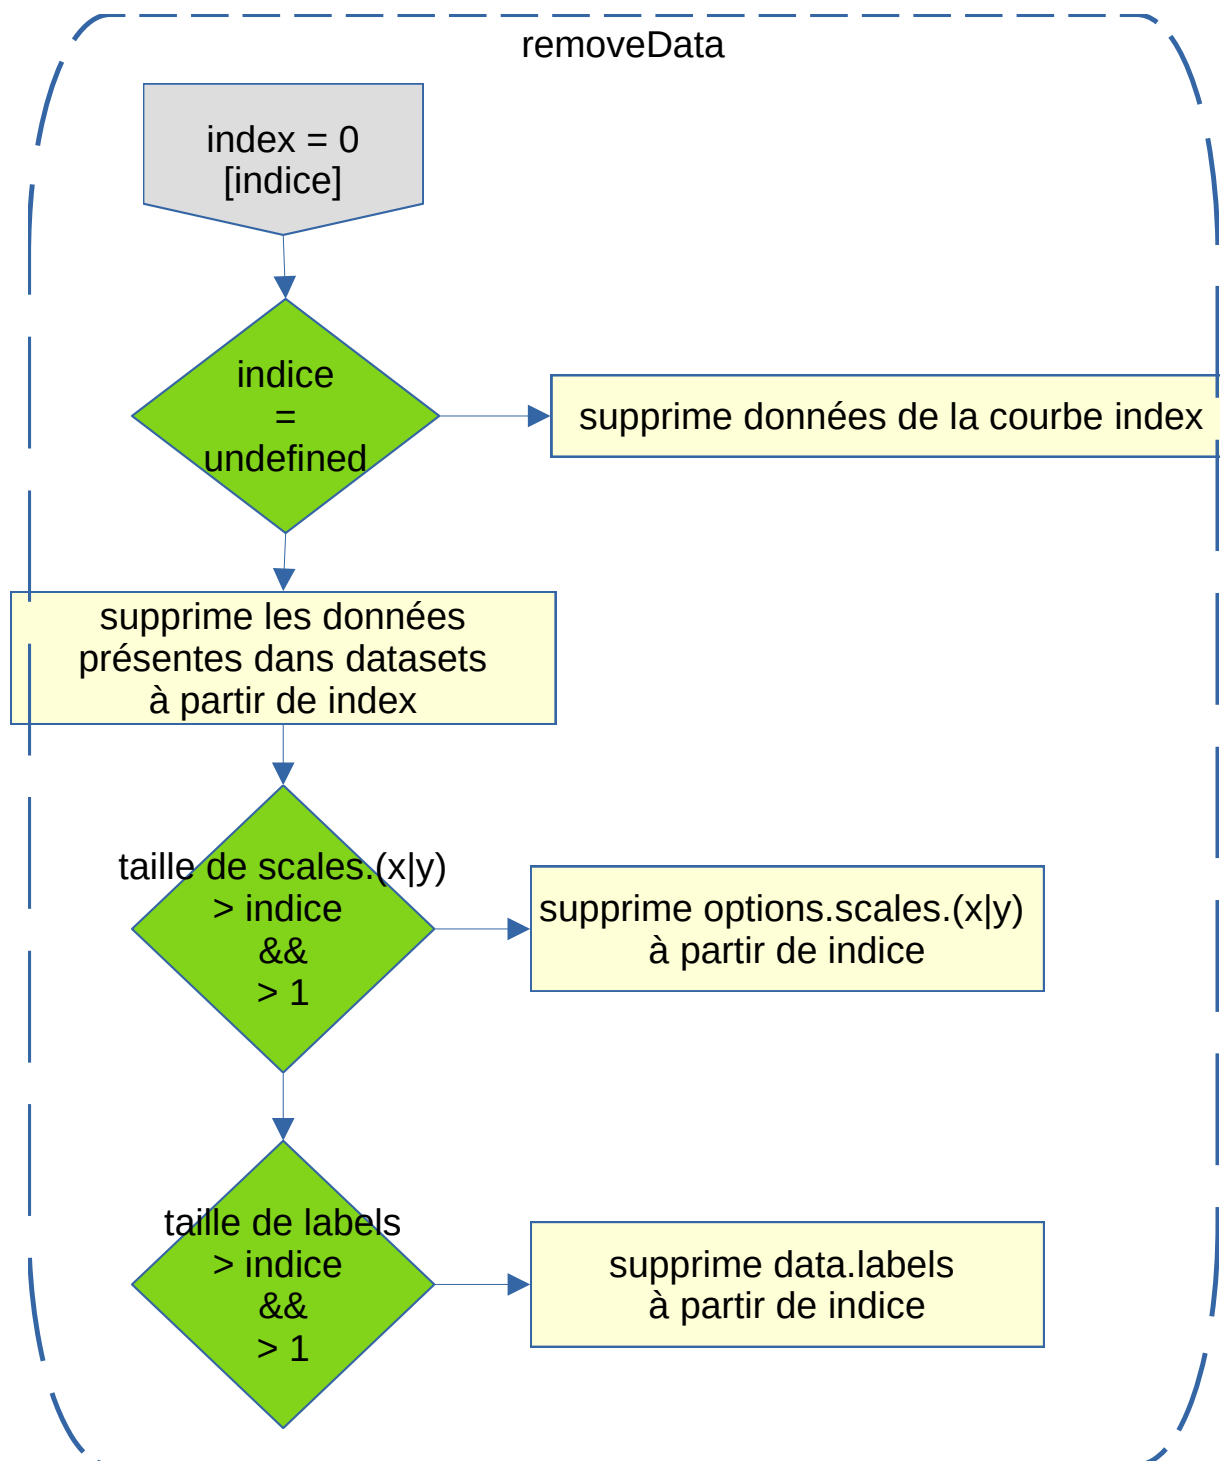 removeData
index = 0
[indice]
indice
=
undefined
supprime données de la courbe index
supprime les données
présentes dans datasets
à partir de index
taille de scales.(x|y)
> indice
&&
> 1
supprime options.scales.(x|y)
à partir de indice
taille de labels
> indice
&&
> 1
supprime data.labels
à partir de indice